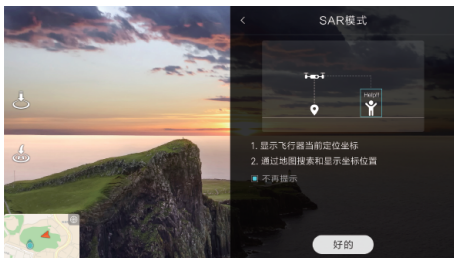 SAR模式
Help!!
1. 显示飞行器当前定位坐标
2. 通过地图搜索和显示坐标位置
不再提示
好的